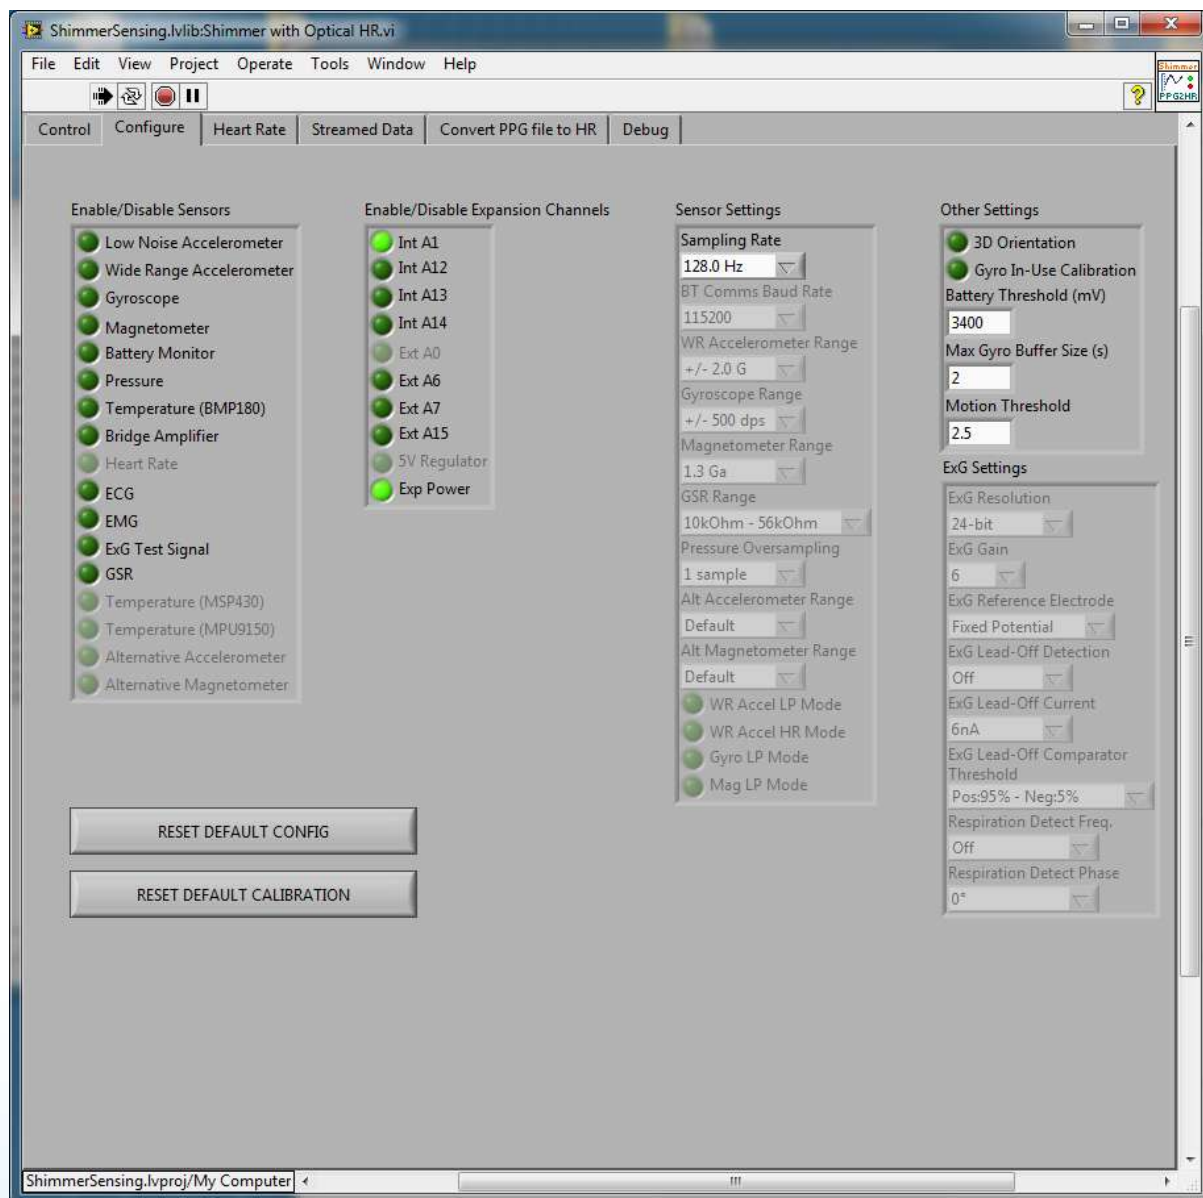 ShimmerSensing.lvlib:Shimmer with Optical HR.vi
File Edit View Project Operate Tools Window Help
Shimmer
PPG2HR
Control Configure Heart Rate Streamed Data Convert PPG file to HR Debug
Enable/Disable Sensors
Low Noise Accelerometer
Wide Range Accelerometer
Gyroscope
Magnetometer
Battery Monitor
Pressure
Temperature (BMP180)
Bridge Amplifier
Heart Rate
ECG
EMG
ExG Test Signal
GSR
Temperature (MSP430)
Temperature (MPU9150)
Alternative Accelerometer
Alternative Magnetometer
RESET DEFAULT CONFIG
RESET DEFAULT CALIBRATION
Enable/Disable Expansion Channels
Int A1
Int A12
Int A13
Int A14
Ext A0
Ext A6
Ext A7
Ext A15
5V Regulator
Exp Power
Sensor Settings
Sampling Rate
128.0 Hz
BT Comms Baud Rate
115200
WR Accelerometer Range
+/- 2.0 G
Gyroscope Range
+/- 500 dps
Magnetometer Range
1.3 Ga
GSR Range
10kOhm - 56kOhm
Pressure Oversampling
1 sample
Alt Accelerometer Range
Default
Alt Magnetometer Range
Default
WR Accel LP Mode
WR Accel HR Mode
Gyro LP Mode
Mag LP Mode
Other Settings
3D Orientation
Gyro In-Use Calibration
Battery Threshold (mV)
3400
Max Gyro Buffer Size (s)
2
Motion Threshold
2.5
ExG Settings
ExG Resolution
24-bit
ExG Gain
6
ExG Reference Electrode
Fixed Potential
ExG Lead-Off Detection
Off
ExG Lead-Off Current
6nA
ExG Lead-Off Comparator
Threshold
Pos:95% - Neg:5%
Respiration Detect Freq.
Off
Respiration Detect Phase
0°
ShimmerSensing.lvproj/My Computer